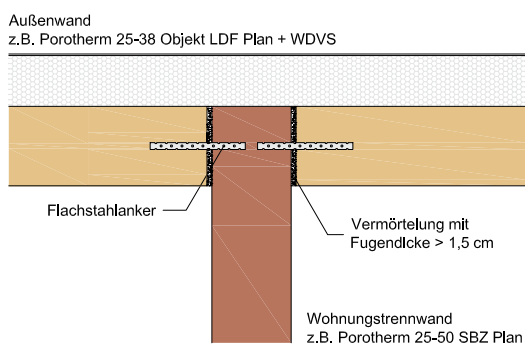 Außenwand
z.B. Porotherm 25-38 Objekt LDF Plan + WDVS
Flachstahlanker
Vermörtelung mit
Fugendicke > 1,5 cm
Wohnungstrennwand
z.B. Porotherm 25-50 SBZ Plan